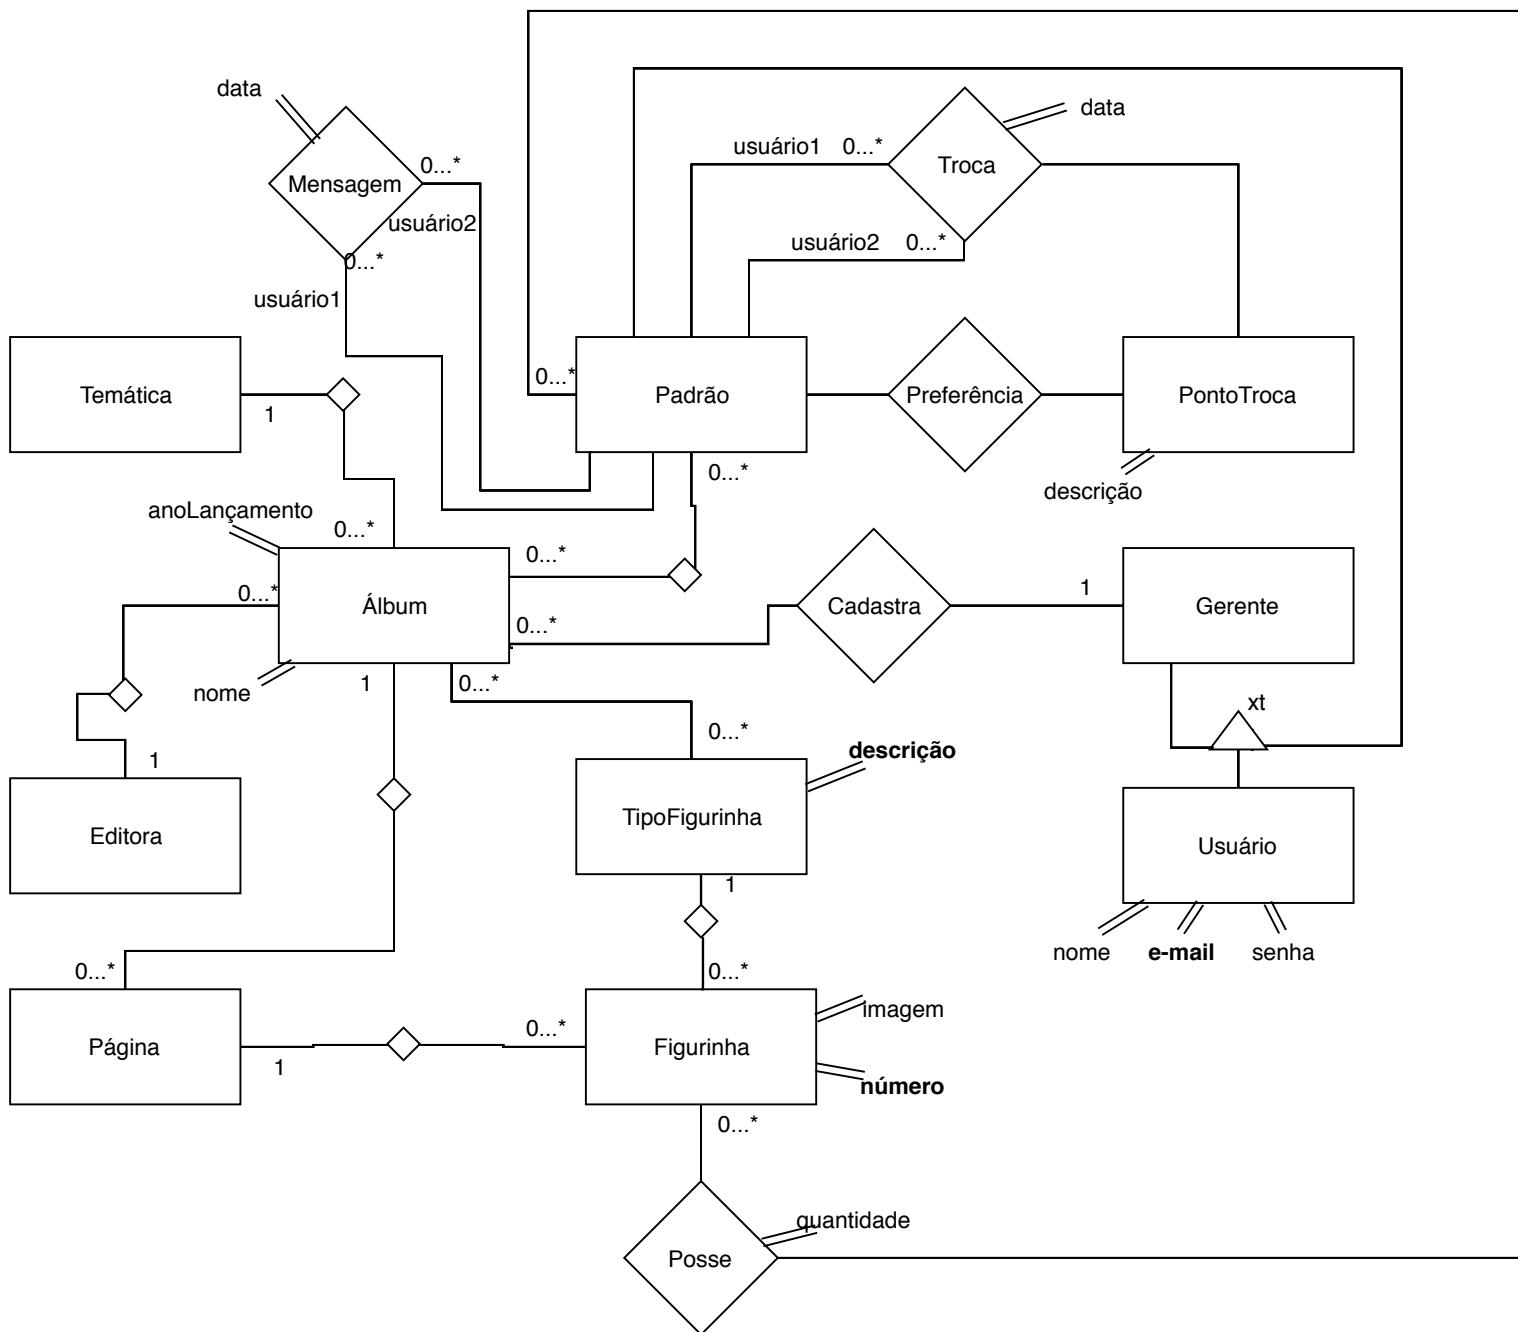 data
data
0...*
usuário1
0...*
Troca
Mensagem
usuário2
usuário2
0...*
0...*
usuário1
Temática
1
0...*
Padrão
Preferência
PontoTroca
0...*
descrição
anoLançamento
0...*
0...*
0...*
Álbum
0...*
Cadastra
1
Gerente
nome
1
0...*
xt
0...*
1
descrição
Editora
TipoFigurinha
Usuário
1
nome
e-mail
senha
0...*
0...*
imagem
Página
1
0...*
Figurinha
número
0...*
quantidade
Posse